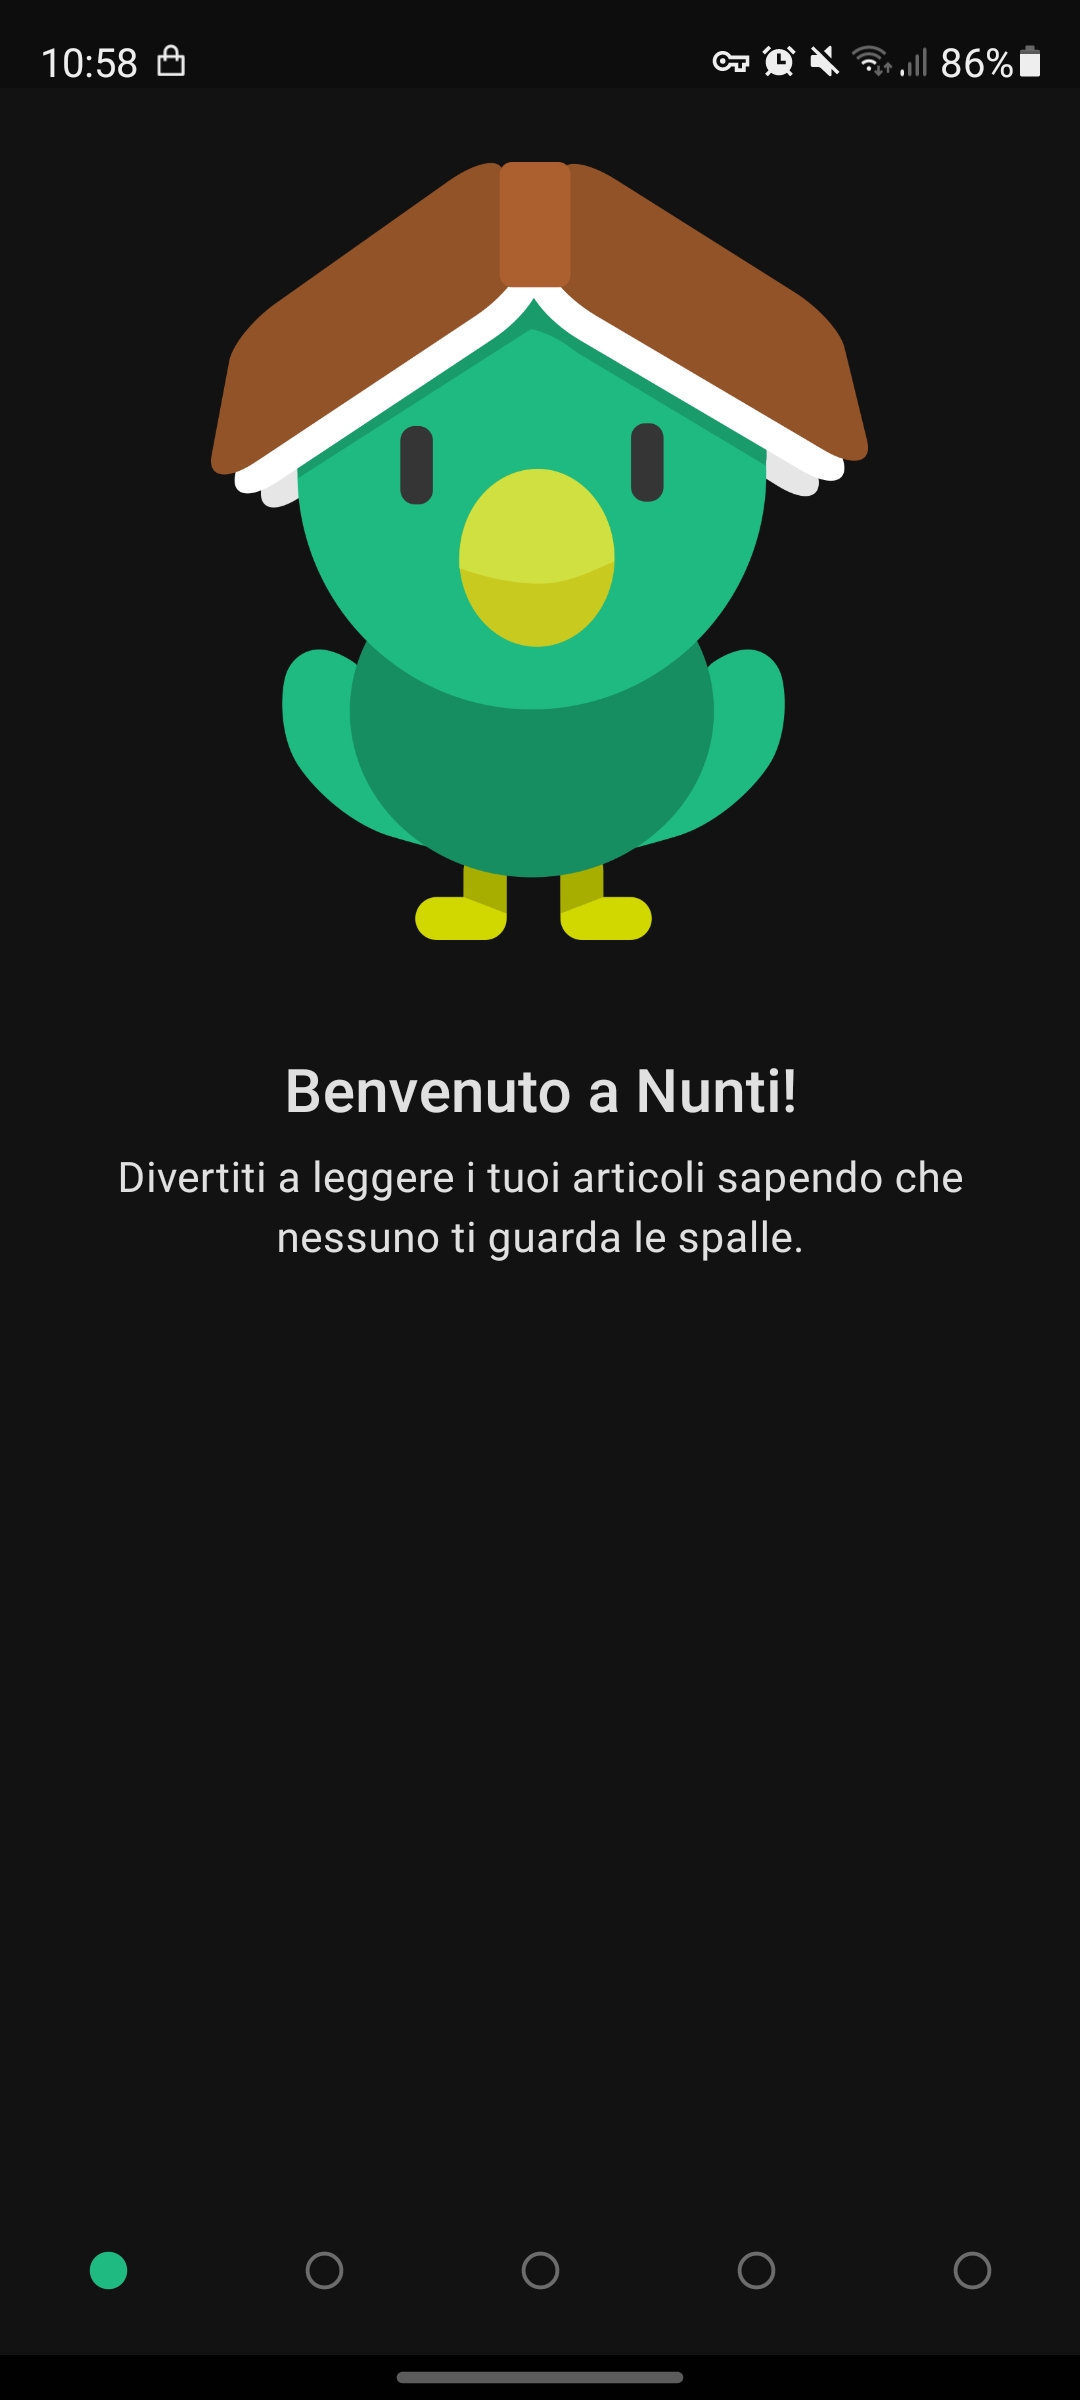 10:58
86%
Benvenuto a Nunti!
Divertiti a leggere i tuoi articoli sapendo che
nessuno ti guarda le spalle.